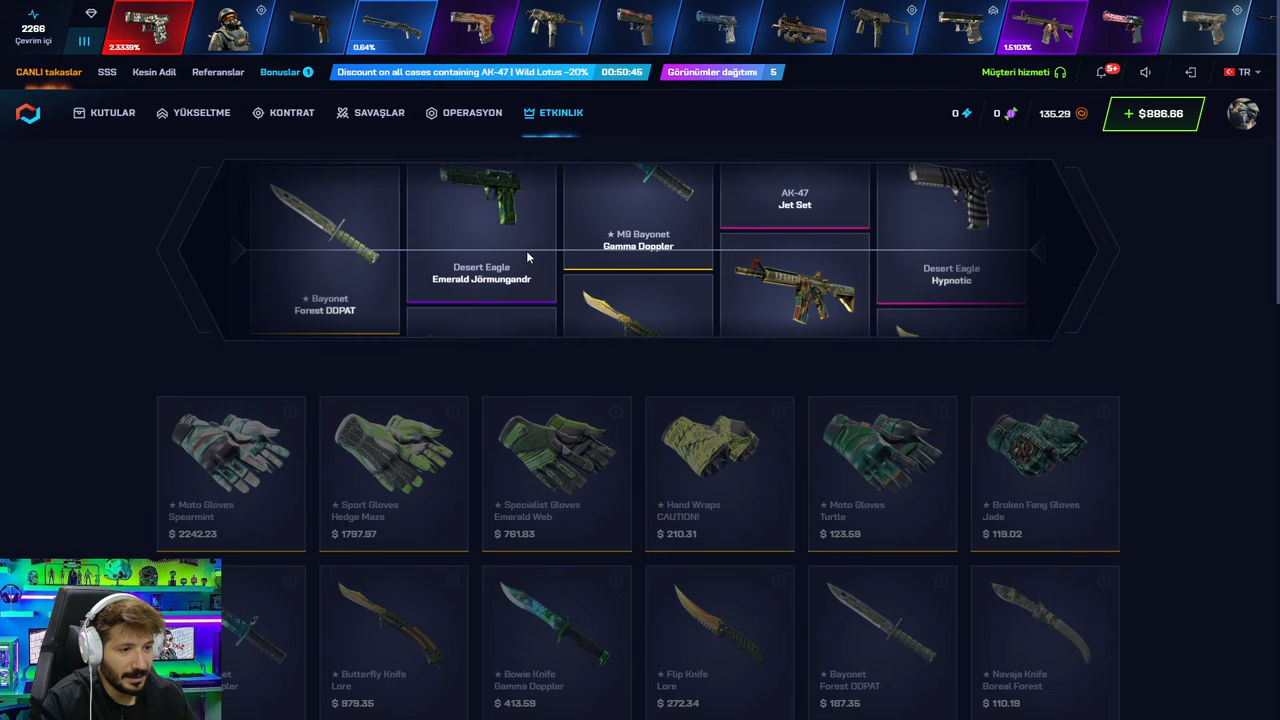 2266
Çevrim içi
2.3339%
0.64%
1.5103%
CANLI takaslar
SSS
Kesin Adil
Referanslar
Bonuslar 1
Discount on all cases containing AK-47 | Wild Lotus -20% 00:50:45
Görünümler dağıtımı 5
Müşteri hizmeti
5+
TR
KUTULAR
YÜKSELTME
KONTRAT
SAVAŞLAR
OPERASYON
ETKINLIK
0
0
135.29
+ $886.66
★ Bayonet
Forest DDPAT
Desert Eagle
Emerald Jörmungandr
★ M9 Bayonet
Gamma Doppler
AK-47
Jet Set
Desert Eagle
Hypnotic
★ Moto Gloves
Spearmint
$ 2242.23
★ Sport Gloves
Hedge Maze
$ 1797.97
★ Specialist Gloves
Emerald Web
$ 761.83
★ Hand Wraps
CAUTION!
$ 210.31
★ Moto Gloves
Turtle
$ 123.59
★ Broken Fang Gloves
Jade
$ 119.02
★ Butterfly Knife
Lore
$ 979.35
★ Bowie Knife
Gamma Doppler
$ 413.59
★ Flip Knife
Lore
$ 272.34
★ Bayonet
Forest DDPAT
$ 187.35
★ Navaja Knife
Boreal Forest
$ 110.19